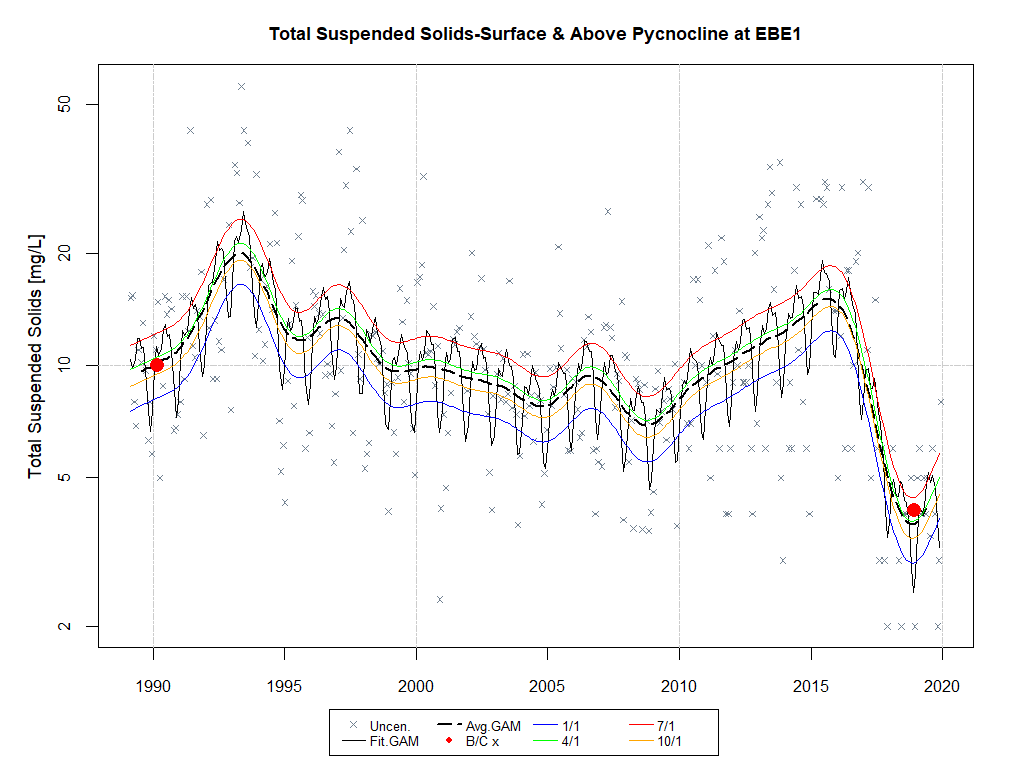 Total Suspended Solids-Surface & Above Pycnocline at EBE1
Total Suspended Solids [mg/L]
50
20
10
5
2
1990 1995 2000 2005 2010 2015 2020
Uncen. Avg.GAM 1/1 7/1
Fit.GAM B/C x 4/1 10/1